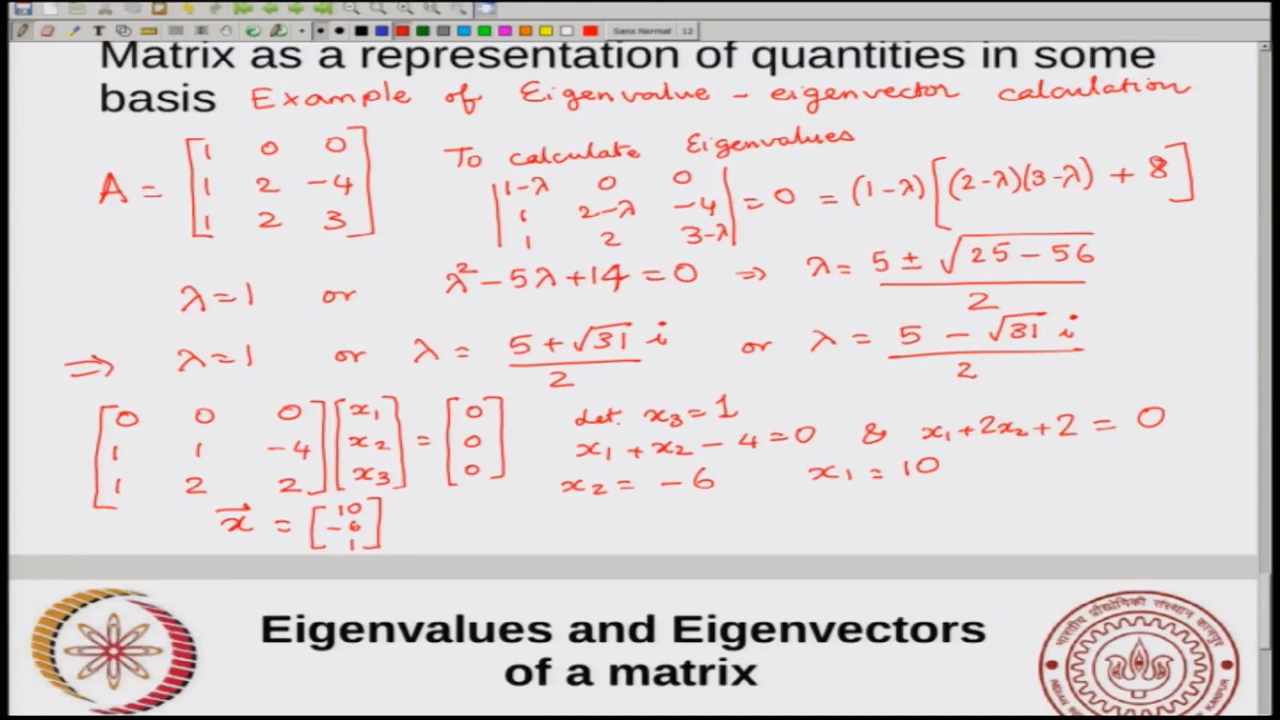 Sans Normal 12
Matrix as a representation of quantities in some
basis Example of Eigenvalue - eigenvector calculation
A = [1 0 0; 1 2 -4; 1 2 3]
To calculate Eigenvalues
|1-λ 0 0; 1 2-λ -4; 1 2 3-λ| = 0 = (1-λ)[(2-λ)(3-λ) + 8]
λ=1 or λ² - 5λ + 14 = 0 ⇒ λ = (5 ± √(25 - 56))/2
⇒ λ=1 or λ = (5 + √31 i)/2 or λ = (5 - √31 i)/2
[0 0 0; 1 1 -4; 1 2 2] [x₁; x₂; x₃] = [0; 0; 0]
Let x₃ = 1
x₁ + x₂ - 4 = 0 & x₁ + 2x₂ + 2 = 0
x₂ = -6 x₁ = 10
x⃗ = [10; -6; 1]
Eigenvalues and Eigenvectors
of a matrix